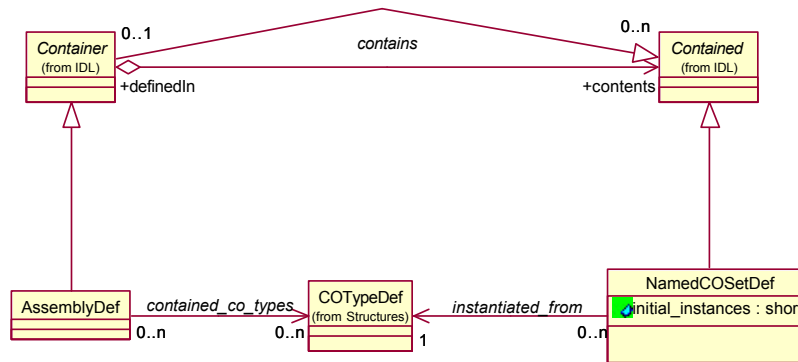 0..1
0..n
Container
(from IDL)
contains
Contained
(from IDL)
+definedIn
+contents
AssemblyDef
contained_co_types
0..n
0..n
COTypeDef
(from Structures)
1
instantiated_from
0..n
NamedCOSetDef
initial_instances : shor